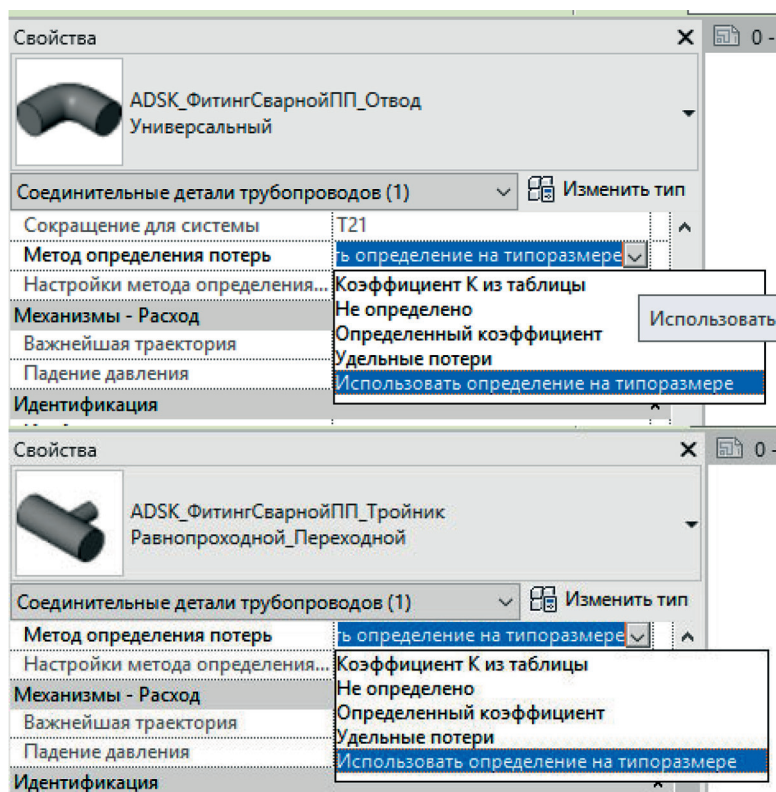 Свойства
0 -
ADSK_ФитингСварнойПП_Отвод
Универсальный
Соединительные детали трубопроводов (1)
Изменить тип
Сокращение для системы
T21
Метод определения потерь
ть определение на типоразмере
Настройки метода определения...
Коэффициент К из таблицы
Не определено
Определенный коэффициент
Удельные потери
Использовать определение на типоразмере
Использовать
Механизмы - Расход
Важнейшая траектория
Падение давления
Идентификация
Свойства
0 -
ADSK_ФитингСварнойПП_Тройник
Равнопроходной_Переходной
Соединительные детали трубопроводов (1)
Изменить тип
Метод определения потерь
ть определение на типоразмере
Настройки метода определения...
Коэффициент К из таблицы
Не определено
Определенный коэффициент
Удельные потери
Использовать определение на типоразмере
Механизмы - Расход
Важнейшая траектория
Падение давления
Идентификация